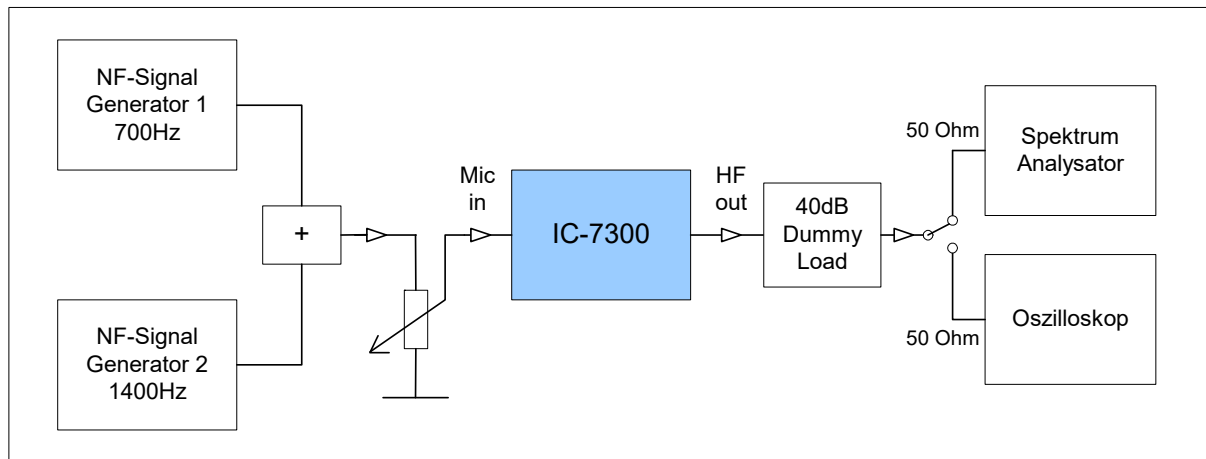 NF-Signal
Generator 1
700Hz
NF-Signal
Generator 2
1400Hz
+
Mic
in
IC-7300
HF
out
40dB
Dummy
Load
50 Ohm
Spektrum
Analysator
50 Ohm
Oszilloskop